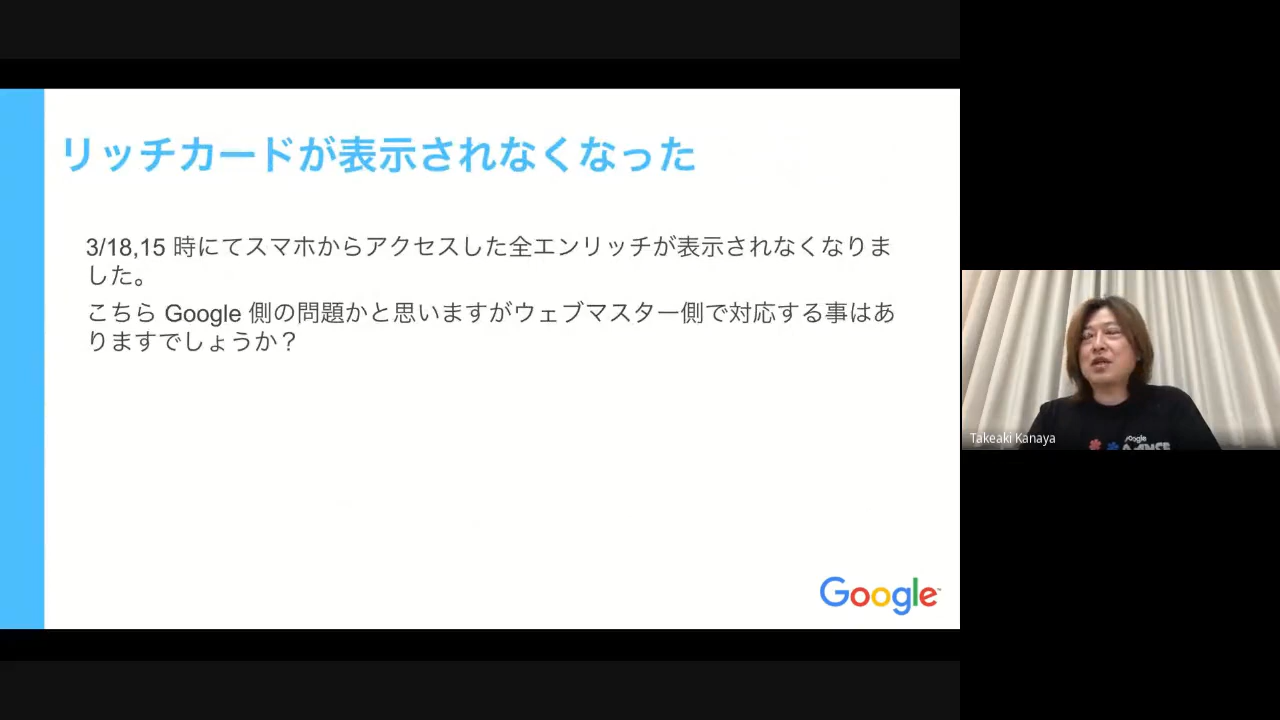 リッチカードが表示されなくなった
3/18,15 時にてスマホからアクセスした全エンリッチが表示されなくなりま
した。
こちら Google 側の問題かと思いますがウェブマスター側で対応する事はあ
りますでしょうか？
Google
Takeaki Kanaya
Google